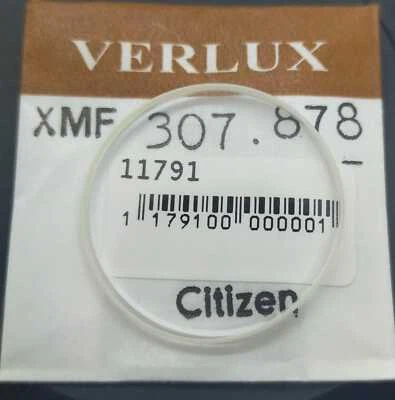 VERLUX
XMF 307.878
11791
1 179100 000001
Citizen